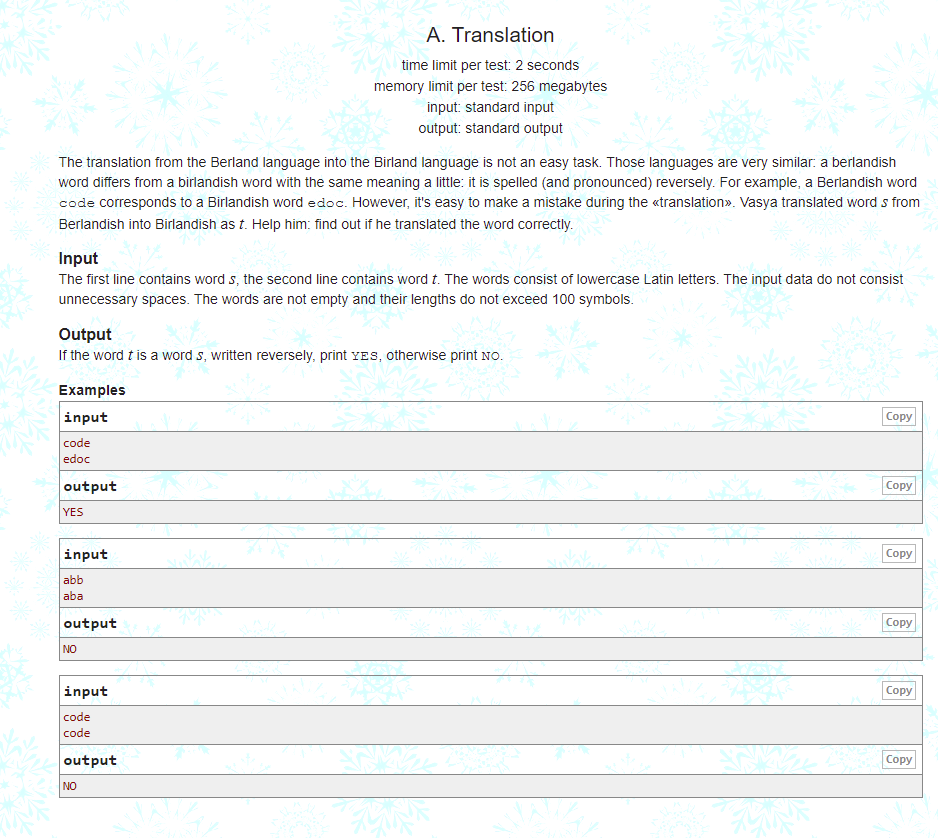 A. Translation
time limit per test: 2 seconds
memory limit per test: 256 megabytes
input: standard input
output: standard output
The translation from the Berland language into the Birland language is not an easy task. Those languages are very similar: a berlandish
word differs from a birlandish word with the same meaning a little: it is spelled (and pronounced) reversely. For example, a Berlandish word
code corresponds to a Birlandish word edoc. However, it's easy to make a mistake during the «translation». Vasya translated word s from
Berlandish into Birlandish as t. Help him: find out if he translated the word correctly.
Input
The first line contains word s, the second line contains word t. The words consist of lowercase Latin letters. The input data do not consist
unnecessary spaces. The words are not empty and their lengths do not exceed 100 symbols.
Output
If the word t is a word s, written reversely, print YES, otherwise print NO.
Examples
input Copy
code
edoc
output Copy
YES
input Copy
abb
aba
output Copy
NO
input Copy
code
code
output Copy
NO